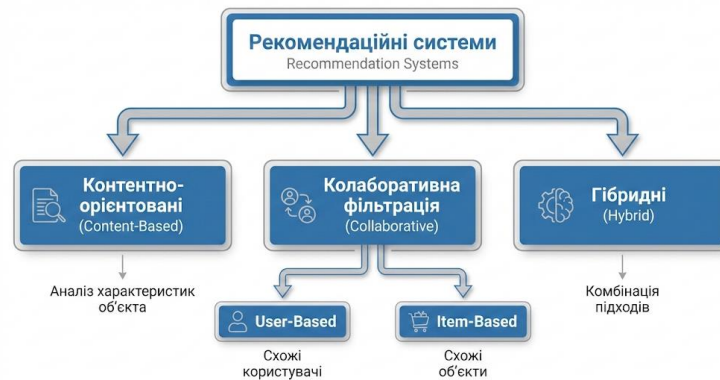 Рекомендаційні системи
Recommendation Systems
Контентно-
орієнтовані
(Content-Based)
Колаборативна
фільтрація
(Collaborative)
Гібридні
(Hybrid)
Аналіз характеристик
об'єкта
Комбінація
підходів
User-Based
Item-Based
Схожі
користувачі
Схожі
об'єкти